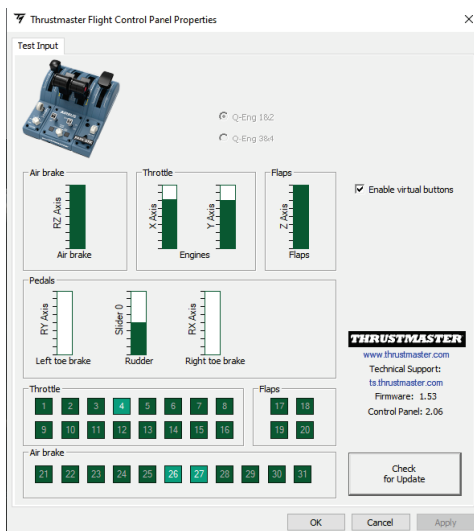 Thrustmaster Flight Control Panel Properties
Test Input
Q-Eng 1&2
Q-Eng 3&4
Air brake
Throttle
Flaps
RZ Axis
X Axis
Y Axis
Z Axis
Air brake
Engines
Flaps
Enable virtual buttons
Pedals
RY Axis
Slider 0
RX Axis
Left toe brake
Rudder
Right toe brake
THRUSTMASTER
www.thrustmaster.com
Technical Support:
ts.thrustmaster.com
Firmware: 1.53
Control Panel: 2.06
Throttle
1 2 3 4 5 6 7 8
9 10 11 12 13 14 15 16
Flaps
17 18
19 20
Air brake
21 22 23 24 25 26 27 28 29 30 31
Check
for Update
OK
Cancel
Apply